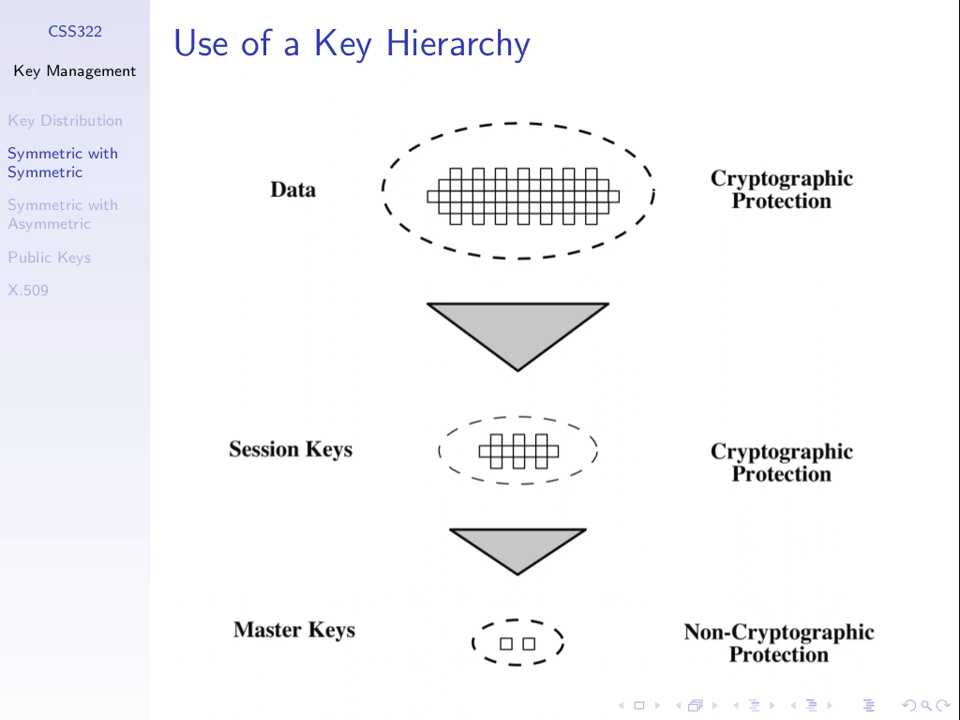 CSS322
Key Management
Key Distribution
Symmetric with
Symmetric
Symmetric with
Asymmetric
Public Keys
X.509
Use of a Key Hierarchy
Data
Cryptographic
Protection
Session Keys
Cryptographic
Protection
Master Keys
Non-Cryptographic
Protection